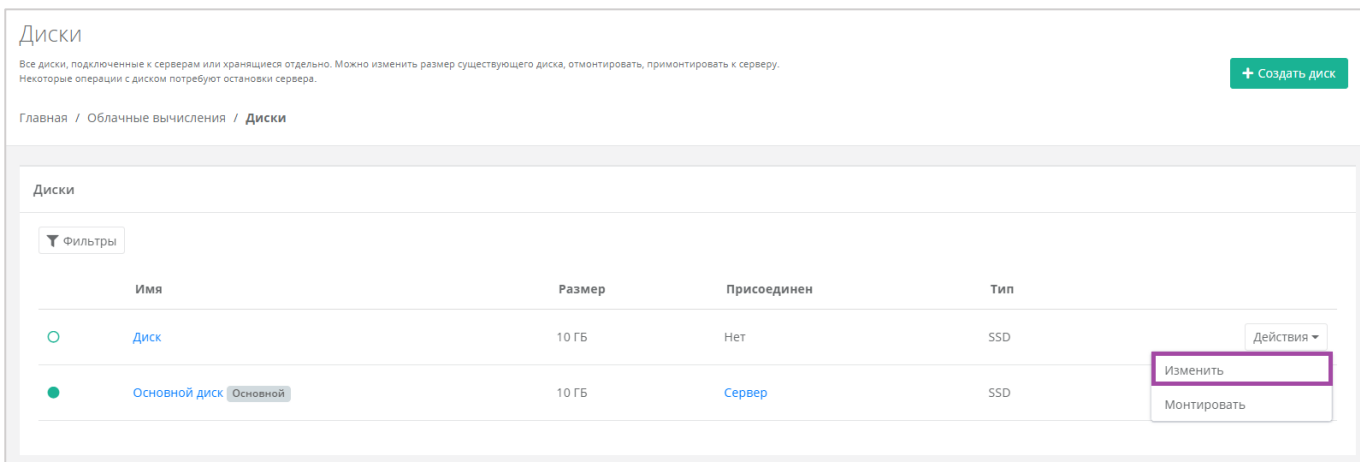 Диски
Все диски, подключенные к серверам или хранящиеся отдельно. Можно изменить размер существующего диска, отмонтировать, примонтировать к серверу.
Некоторые операции с диском потребуют остановки сервера.
+ Создать диск
Главная / Облачные вычисления / Диски
Диски
Фильтры
Имя Размер Присоединен Тип
Диск 10 ГБ Нет SSD Действия
Изменить
Основной диск Основной 10 ГБ Сервер SSD
Монтировать